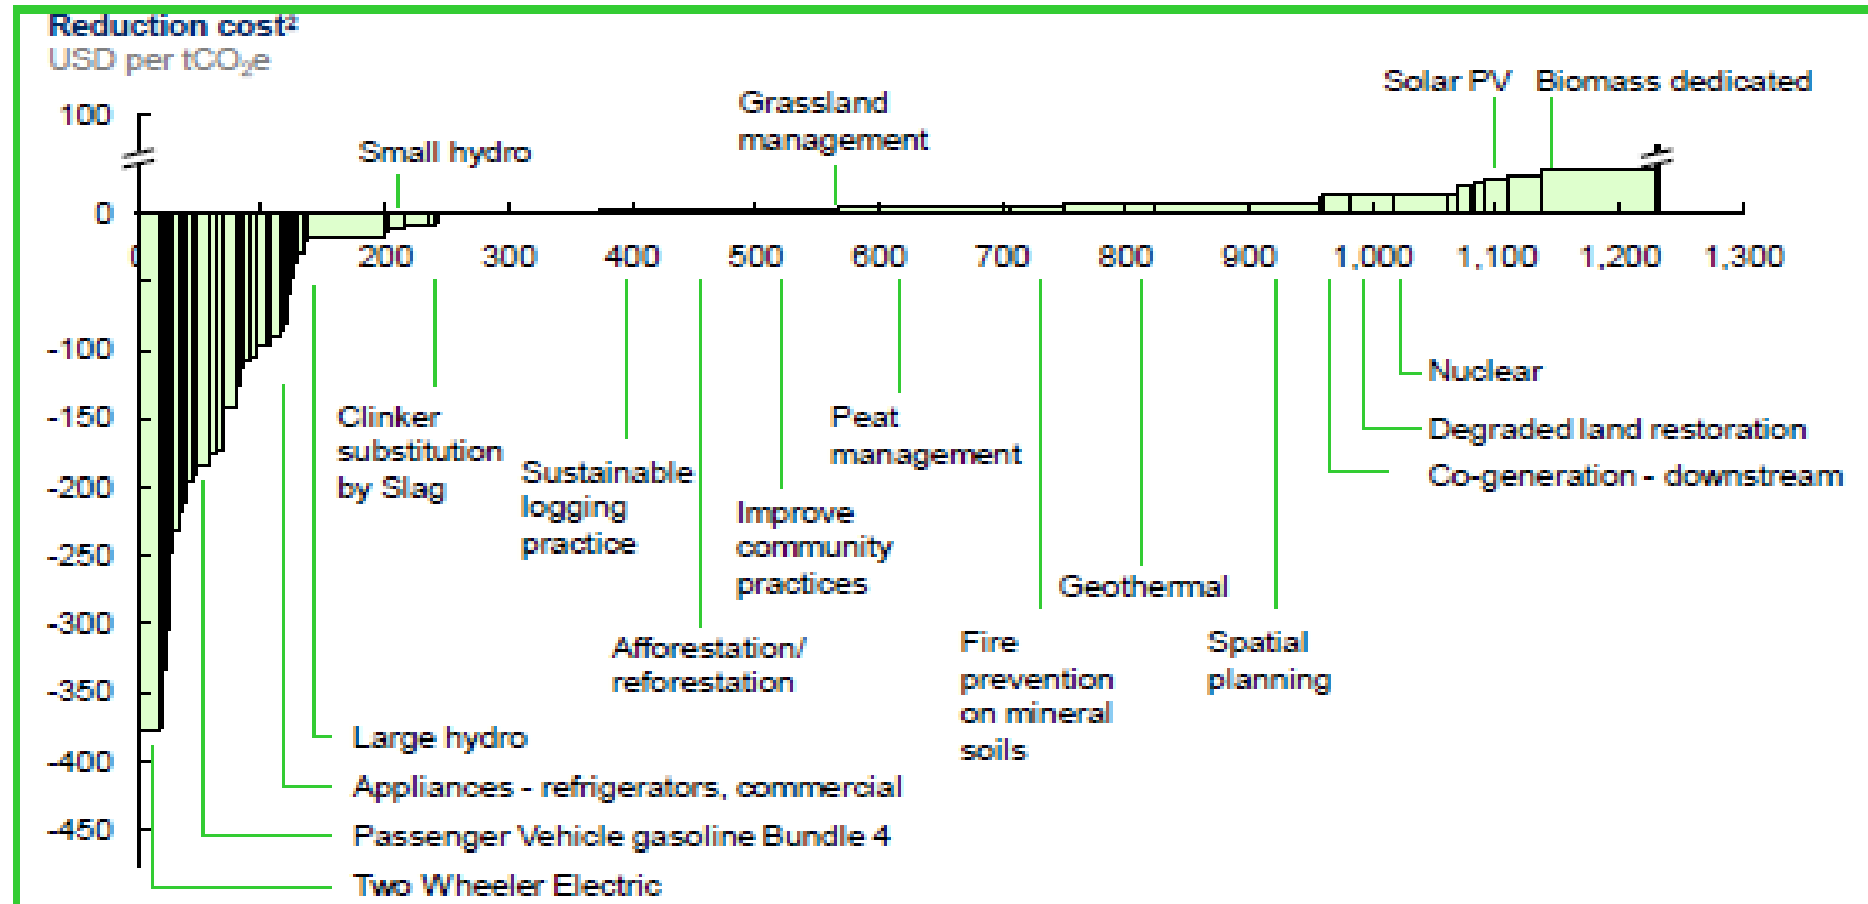 Reduction cost²
USD per tCO₂e
Solar PV
Biomass dedicated
Grassland
management
Small hydro
100
0
0
200
300
400
500
600
700
800
900
1,000
1,100
1,200
1,300
-100
-150
-200
-250
-300
-350
-400
-450
Nuclear
Degraded land restoration
Co-generation - downstream
Clinker
substitution
by Slag
Sustainable
logging
practice
Peat
management
Improve
community
practices
Geothermal
Afforestation/
reforestation
Fire
prevention
on mineral
soils
Spatial
planning
Large hydro
Appliances - refrigerators, commercial
Passenger Vehicle gasoline Bundle 4
Two Wheeler Electric